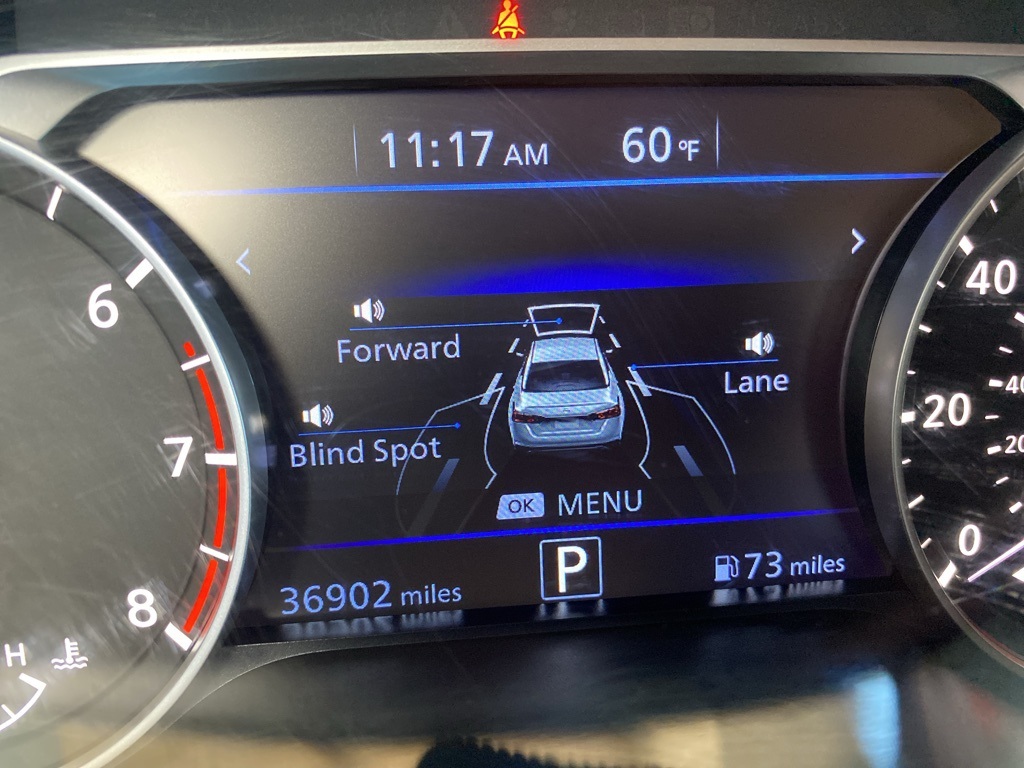 11:17 AM 60 °F
Forward
Lane
Blind Spot
OK MENU
36902 miles P 73 miles
6
7
8
H
40
20
0